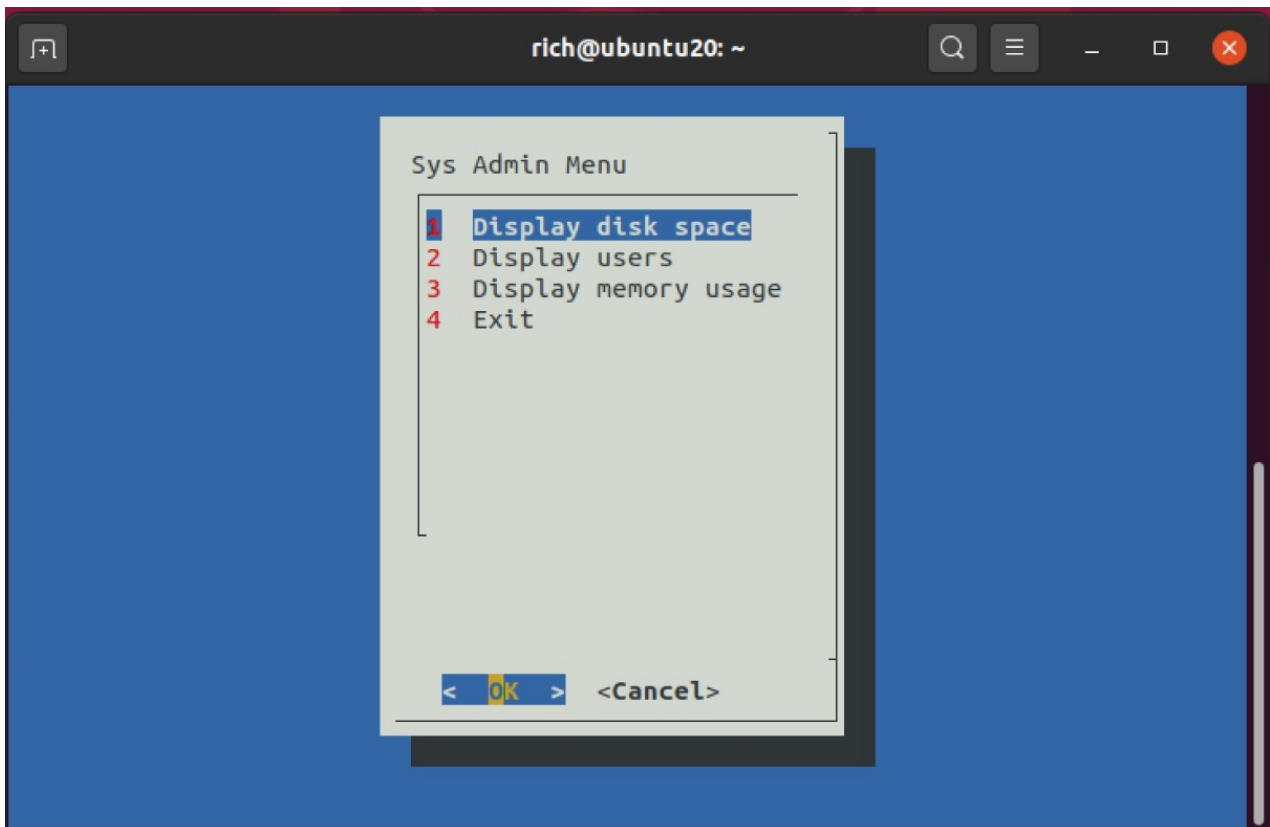 rich@ubuntu20: ~
Sys Admin Menu
1 Display disk space
2 Display users
3 Display memory usage
4 Exit
< OK > <Cancel>